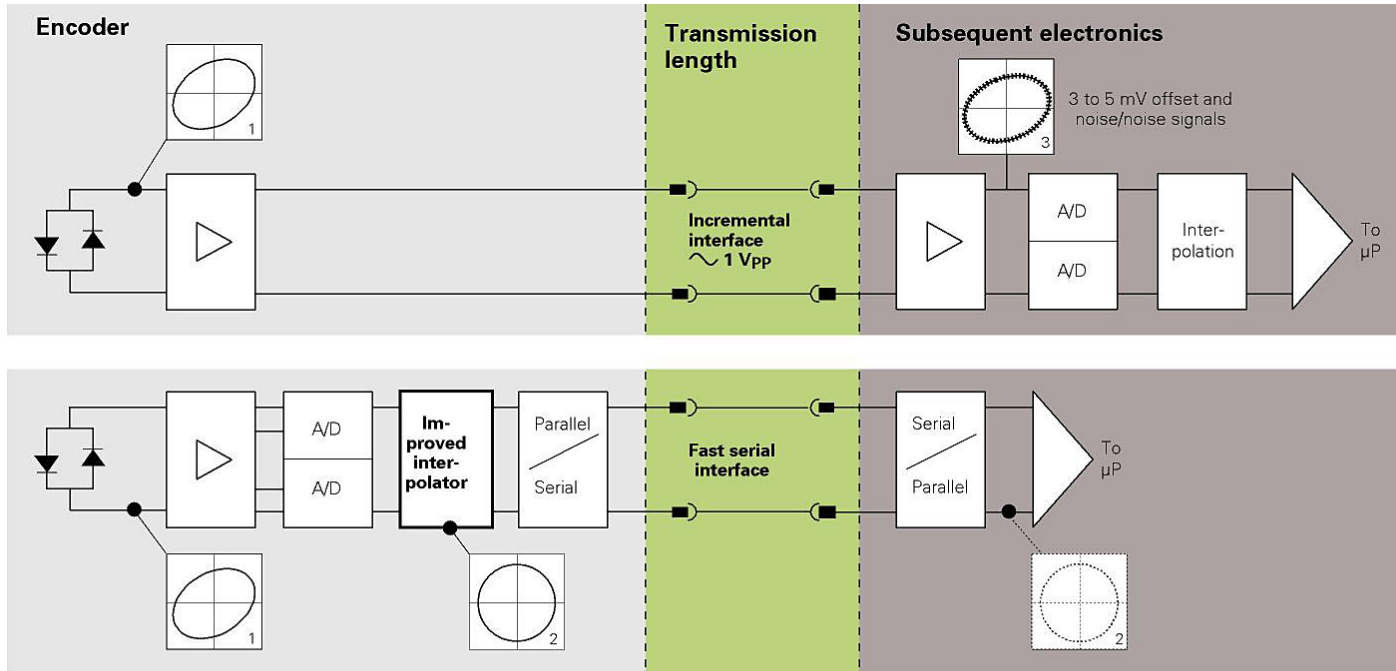 Encoder
Transmission
length
Subsequent electronics
1
3
3 to 5 mV offset and
noise/noise signals
Incremental
interface
∼ 1 VPP
A/D
A/D
Inter-
polation
To
µP
A/D
A/D
Im-
proved
inter-
polator
Parallel
Serial
Fast serial
interface
Serial
Parallel
To
µP
1
2
2